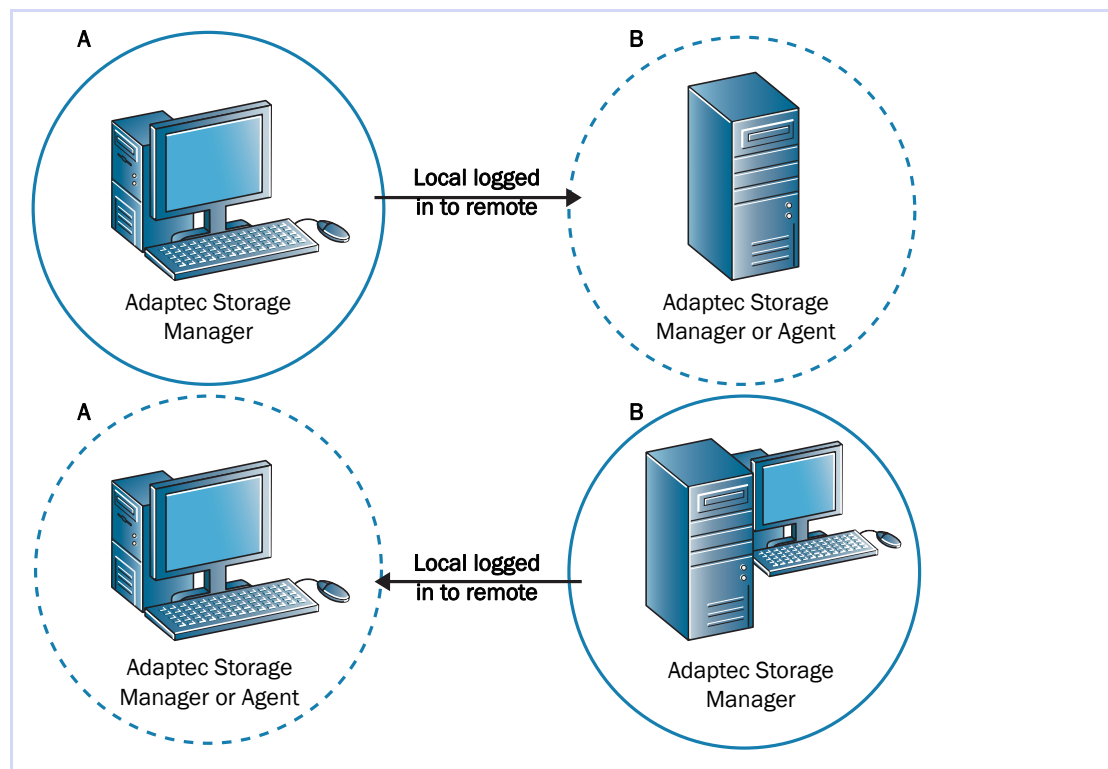 A
B
Local logged
in to remote
Adaptec Storage
Manager
Adaptec Storage
Manager or Agent
A
B
Local logged
in to remote
Adaptec Storage
Manager or Agent
Adaptec Storage
Manager